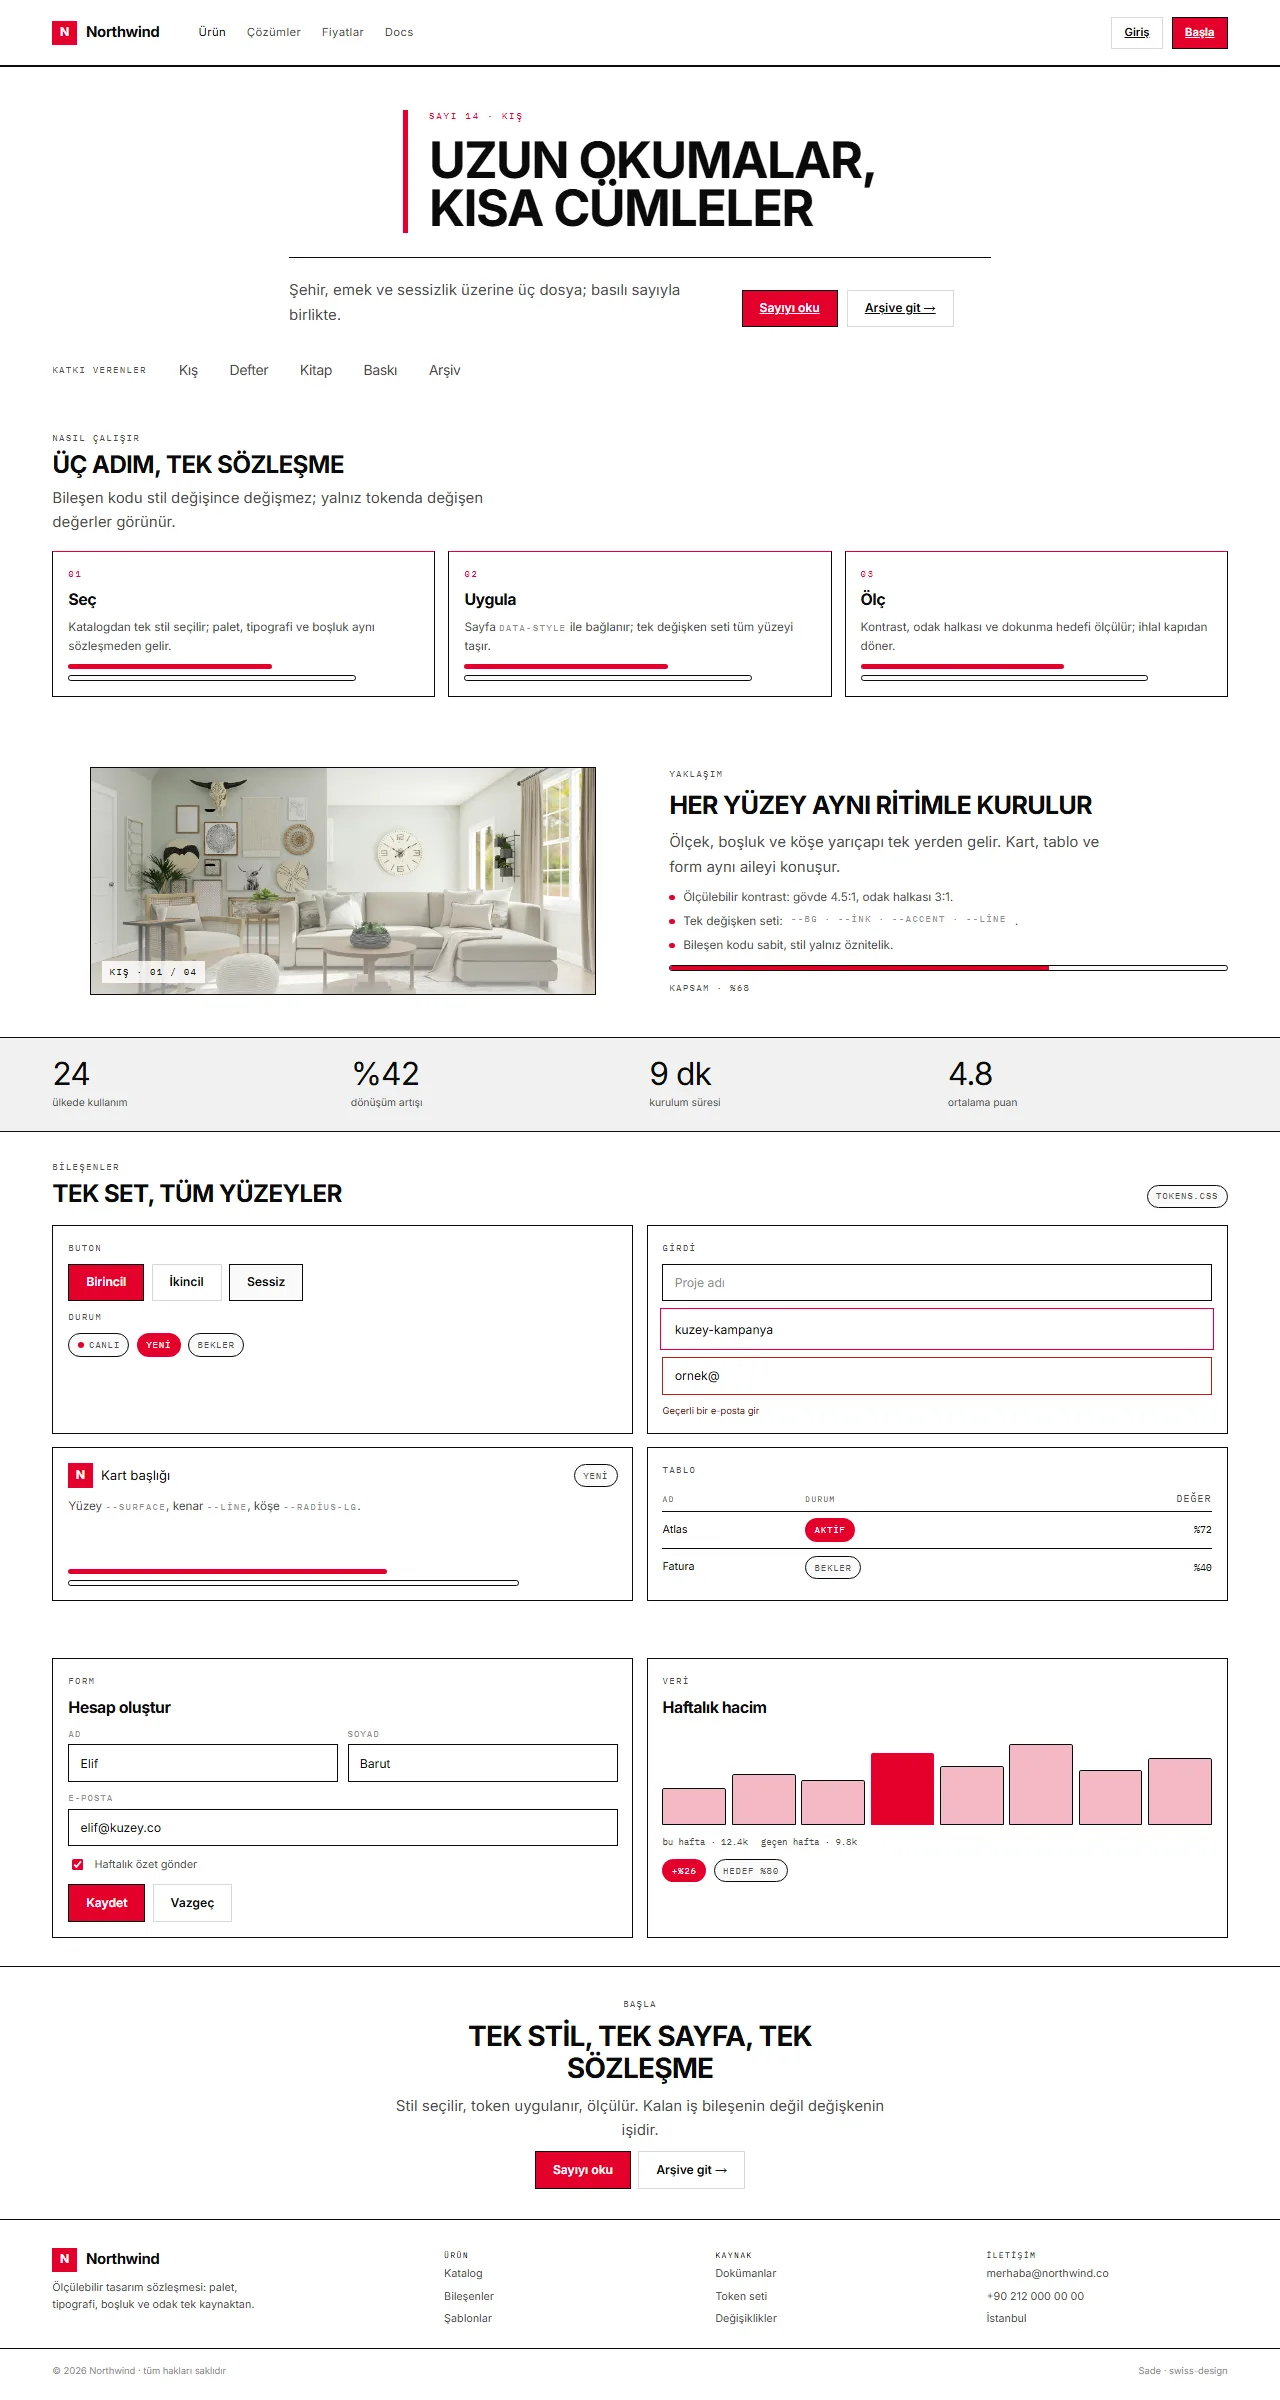 N Northwind Ürün Çözümler Fiyatlar Docs Giriş Başla
SAYI 14 · KIŞ
UZUN OKUMALAR,
KISA CÜMLELER
Şehir, emek ve sessizlik üzerine üç dosya; basılı sayıyla
birlikte.
Sayıyı oku Arşive git →
KATKI VERENLER Kış Defter Kitap Baskı Arşiv
NASIL ÇALIŞIR
ÜÇ ADIM, TEK SÖZLEŞME
Bileşen kodu stil değişince değişmez; yalnız tokenda değişen
değerler görünür.
01
Seç
Katalogdan tek stil seçilir; palet, tipografi ve boşluk aynı
sözleşmeden gelir.
02
Uygula
Sayfa DATA-STYLE ile bağlanır; tek değişken seti tüm yüzeyi
taşır.
03
Ölç
Kontrast, odak halkası ve dokunma hedefi ölçülür; ihlal kapıdan
döner.
KIŞ · 01 / 04
YAKLAŞIM
HER YÜZEY AYNI RİTİMLE KURULUR
Ölçek, boşluk ve köşe yarıçapı tek yerden gelir. Kart, tablo ve
form aynı aileyi konuşur.
Ölçülebilir kontrast: gövde 4.5:1, odak halkası 3:1.
Tek değişken seti: --BG · --İNK · --ACCENT · --LİNE .
Bileşen kodu sabit, stil yalnız öznitelik.
KAPSAM · %68
24 %42 9 dk 4.8
ülkede kullanım dönüşüm artışı kurulum süresi ortalama puan
BİLEŞENLER
TEK SET, TÜM YÜZEYLER
TOKENS.CSS
BUTON
Birincil İkincil Sessiz
DURUM
CANLI YENİ BEKLER
GİRDİ
Proje adı
kuzey-kampanya
ornek@
Geçerli bir e-posta gir
N Kart başlığı YENİ
Yüzey --SURFACE, kenar --LİNE, köşe --RADİUS-LG.
TABLO
AD DURUM DEĞER
Atlas AKTİF %72
Fatura BEKLER %40
FORM
Hesap oluştur
AD SOYAD
Elif Barut
E-POSTA
elif@kuzey.co
Haftalık özet gönder
Kaydet Vazgeç
VERİ
Haftalık hacim
bu hafta · 12.4k geçen hafta · 9.8k
+%26 HEDEF %80
BAŞLA
TEK STİL, TEK SAYFA, TEK
SÖZLEŞME
Stil seçilir, token uygulanır, ölçülür. Kalan iş bileşenin değil değişkenin
işidir.
Sayıyı oku Arşive git →
N Northwind
Ölçülebilir tasarım sözleşmesi: palet,
tipografi, boşluk ve odak tek kaynaktan.
ÜRÜN
Katalog
Bileşenler
Şablonlar
KAYNAK
Dokümanlar
Token seti
Değişiklikler
İLETİŞİM
merhaba@northwind.co
+90 212 000 00 00
İstanbul
© 2026 Northwind · tüm hakları saklıdır Sade · swiss-design